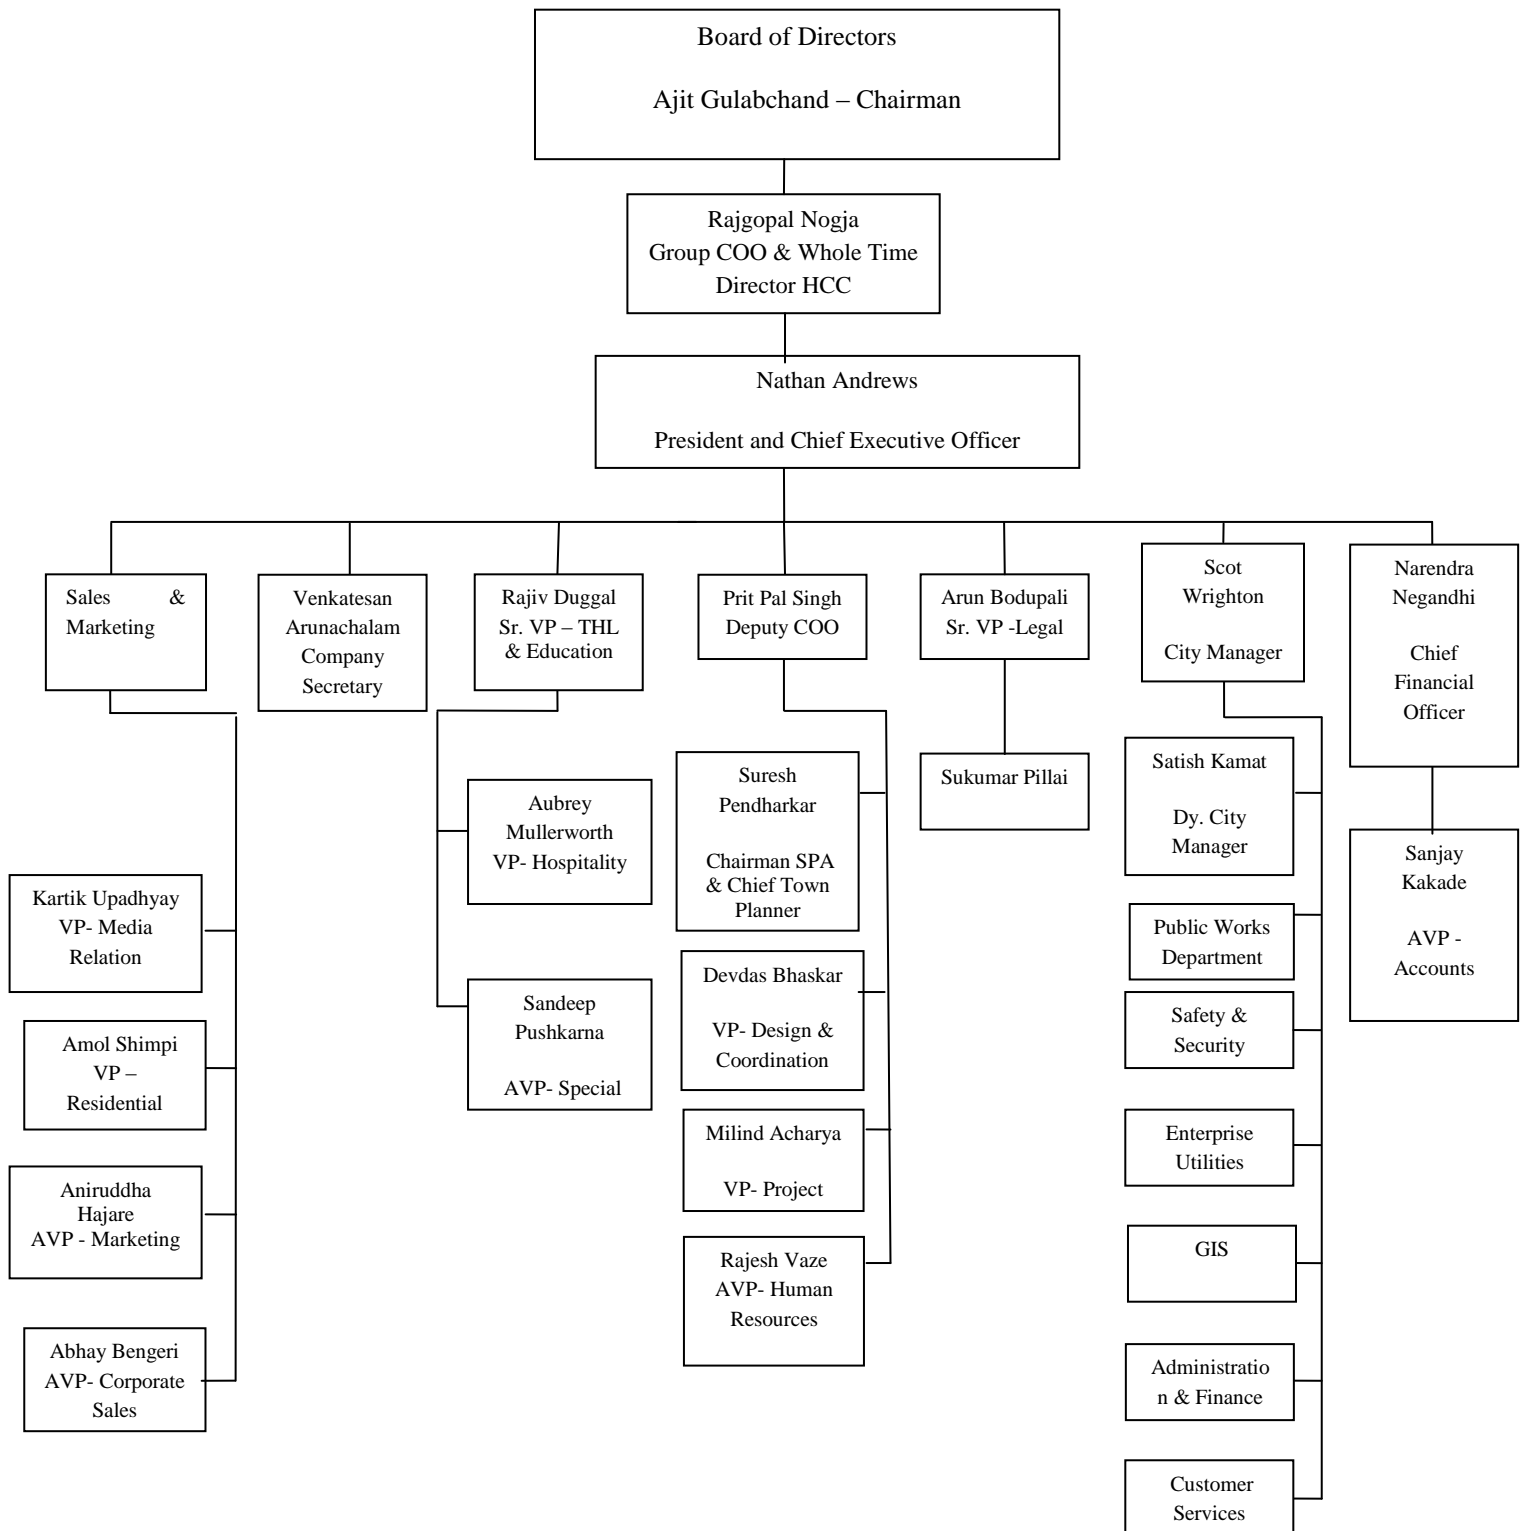 Board of Directors
Ajit Gulabchand – Chairman
Rajgopal Nogja
Group COO & Whole Time
Director HCC
Nathan Andrews
President and Chief Executive Officer
Sales &
Marketing
Venkatesan
Arunachalam
Company
Secretary
Rajiv Duggal
Sr. VP – THL
& Education
Prit Pal Singh
Deputy COO
Arun Bodupali
Sr. VP -Legal
Scot
Wrighton
City Manager
Narendra
Negandhi
Chief
Financial
Officer
Kartik Upadhyay
VP- Media
Relation
Amol Shimpi
VP –
Residential
Aniruddha
Hajare
AVP - Marketing
Abhay Bengeri
AVP- Corporate
Sales
Aubrey
Mullerworth
VP- Hospitality
Sandeep
Pushkarna
AVP- Special
Suresh
Pendharkar
Chairman SPA
& Chief Town
Planner
Devdas Bhaskar
VP- Design &
Coordination
Milind Acharya
VP- Project
Rajesh Vaze
AVP- Human
Resources
Sukumar Pillai
Satish Kamat
Dy. City
Manager
Public Works
Department
Safety &
Security
Enterprise
Utilities
GIS
Administratio
n & Finance
Customer
Services
Sanjay
Kakade
AVP -
Accounts